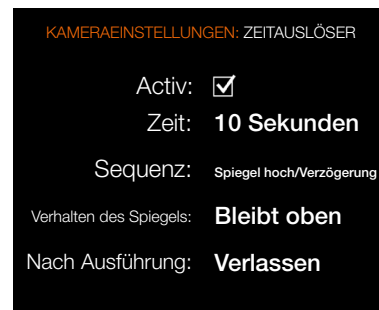 KAMERAEINSTELLUNGEN: ZEITAUSLÖSER
Activ:
Zeit: 10 Sekunden
Sequenz: Spiegel hoch/Verzögerung
Verhalten des Spiegels: Bleibt oben
Nach Ausführung: Verlassen